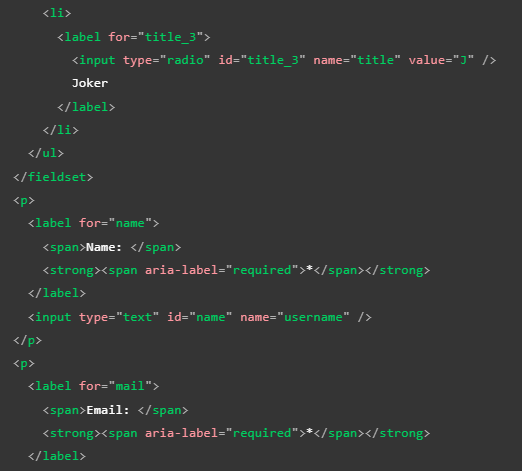 <li>
<label for="title_3">
<input type="radio" id="title_3" name="title" value="J" />
Joker
</label>
</li>
</ul>
</fieldset>
<p>
<label for="name">
<span>Name: </span>
<strong><span aria-label="required">*</span></strong>
</label>
<input type="text" id="name" name="username" />
</p>
<p>
<label for="mail">
<span>Email: </span>
<strong><span aria-label="required">*</span></strong>
</label>